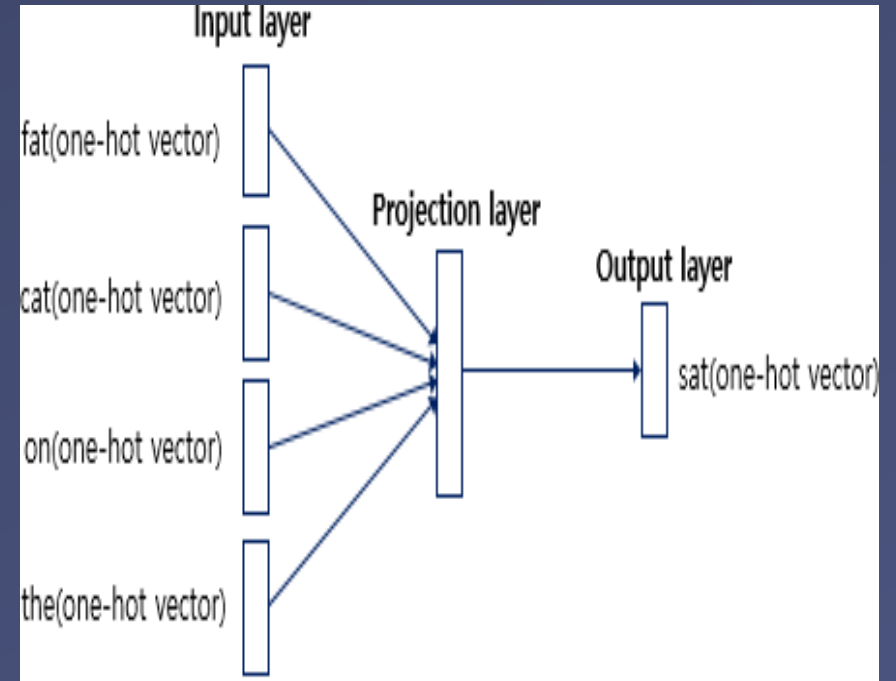 Input layer
fat(one-hot vector)
Projection layer
Output layer
cat(one-hot vector)
sat(one-hot vector)
on(one-hot vector)
the(one-hot vector)